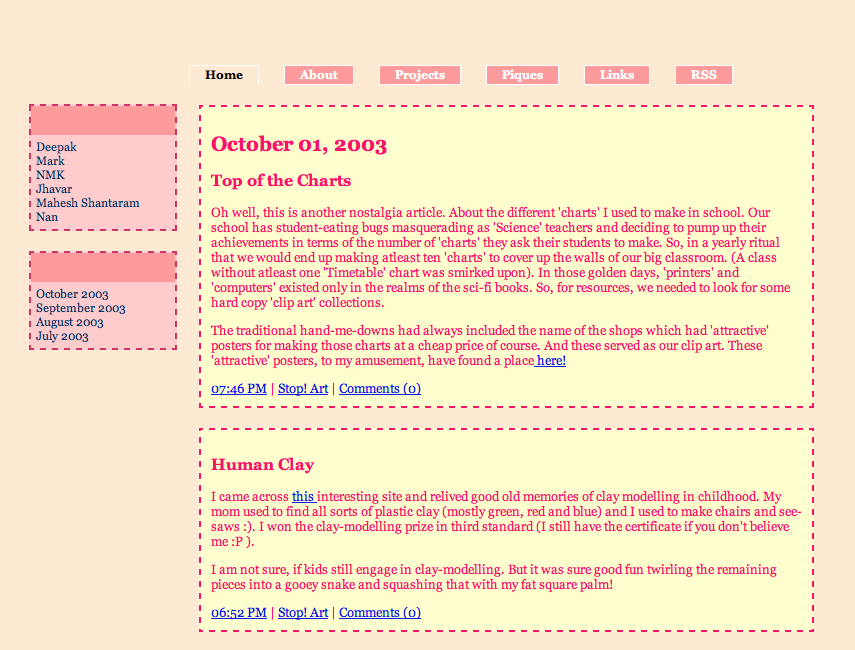 Home About Projects Piques Links RSS
Deepak
Mark
NMK
Jhavar
Mahesh Shantaram
Nan
October 2003
September 2003
August 2003
July 2003
October 01, 2003
Top of the Charts
Oh well, this is another nostalgia article. About the different 'charts' I used to make in school. Our
school has student-eating bugs masquerading as 'Science' teachers and deciding to pump up their
achievements in terms of the number of 'charts' they ask their students to make. So, in a yearly ritual
that we would end up making atleast ten 'charts' to cover up the walls of our big classroom. (A class
without atleast one 'Timetable' chart was smirked upon). In those golden days, 'printers' and
'computers' existed only in the realms of the sci-fi books. So, for resources, we needed to look for some
hard copy 'clip art' collections.
The traditional hand-me-downs had always included the name of the shops which had 'attractive'
posters for making those charts at a cheap price of course. And these served as our clip art. These
'attractive' posters, to my amusement, have found a place here!
07:46 PM | Stop! Art | Comments (0)
Human Clay
I came across this interesting site and relived good old memories of clay modelling in childhood. My
mom used to find all sorts of plastic clay (mostly green, red and blue) and I used to make chairs and see-
saws :). I won the clay-modelling prize in third standard (I still have the certificate if you don't believe
me :P ).
I am not sure, if kids still engage in clay-modelling. But it was sure good fun twirling the remaining
pieces into a gooey snake and squashing that with my fat square palm!
06:52 PM | Stop! Art | Comments (0)